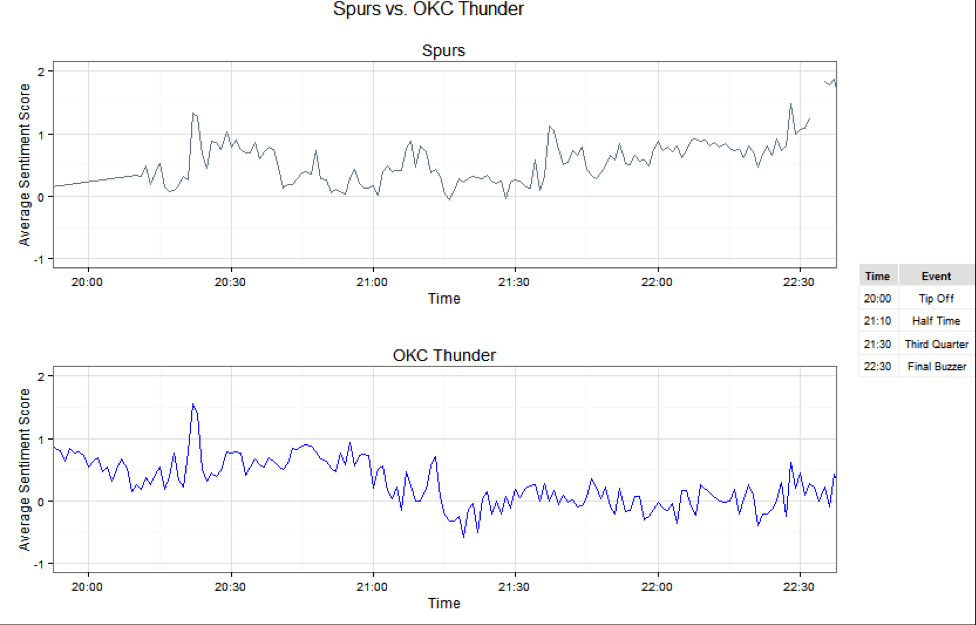 Spurs vs. OKC Thunder
Spurs
Average Sentiment Score
2
1
0
-1
20:00 20:30 21:00 21:30 22:00 22:30
Time
OKC Thunder
Average Sentiment Score
2
1
0
-1
20:00 20:30 21:00 21:30 22:00 22:30
Time
Time Event
20:00 Tip Off
21:10 Half Time
21:30 Third Quarter
22:30 Final Buzzer